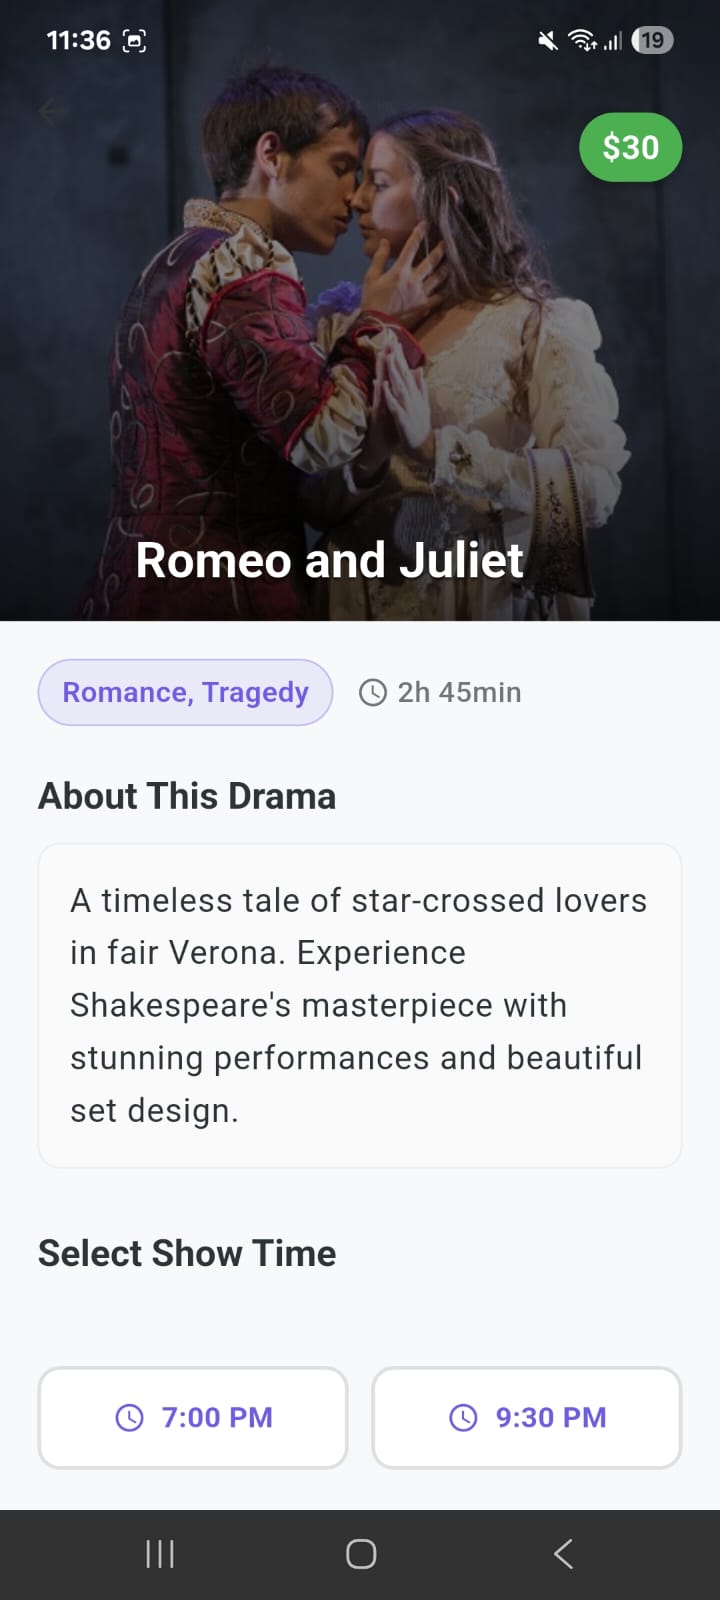 11:36
19
$30
Romeo and Juliet
Romance, Tragedy
2h 45min
About This Drama
A timeless tale of star-crossed lovers
in fair Verona. Experience
Shakespeare's masterpiece with
stunning performances and beautiful
set design.
Select Show Time
7:00 PM
9:30 PM